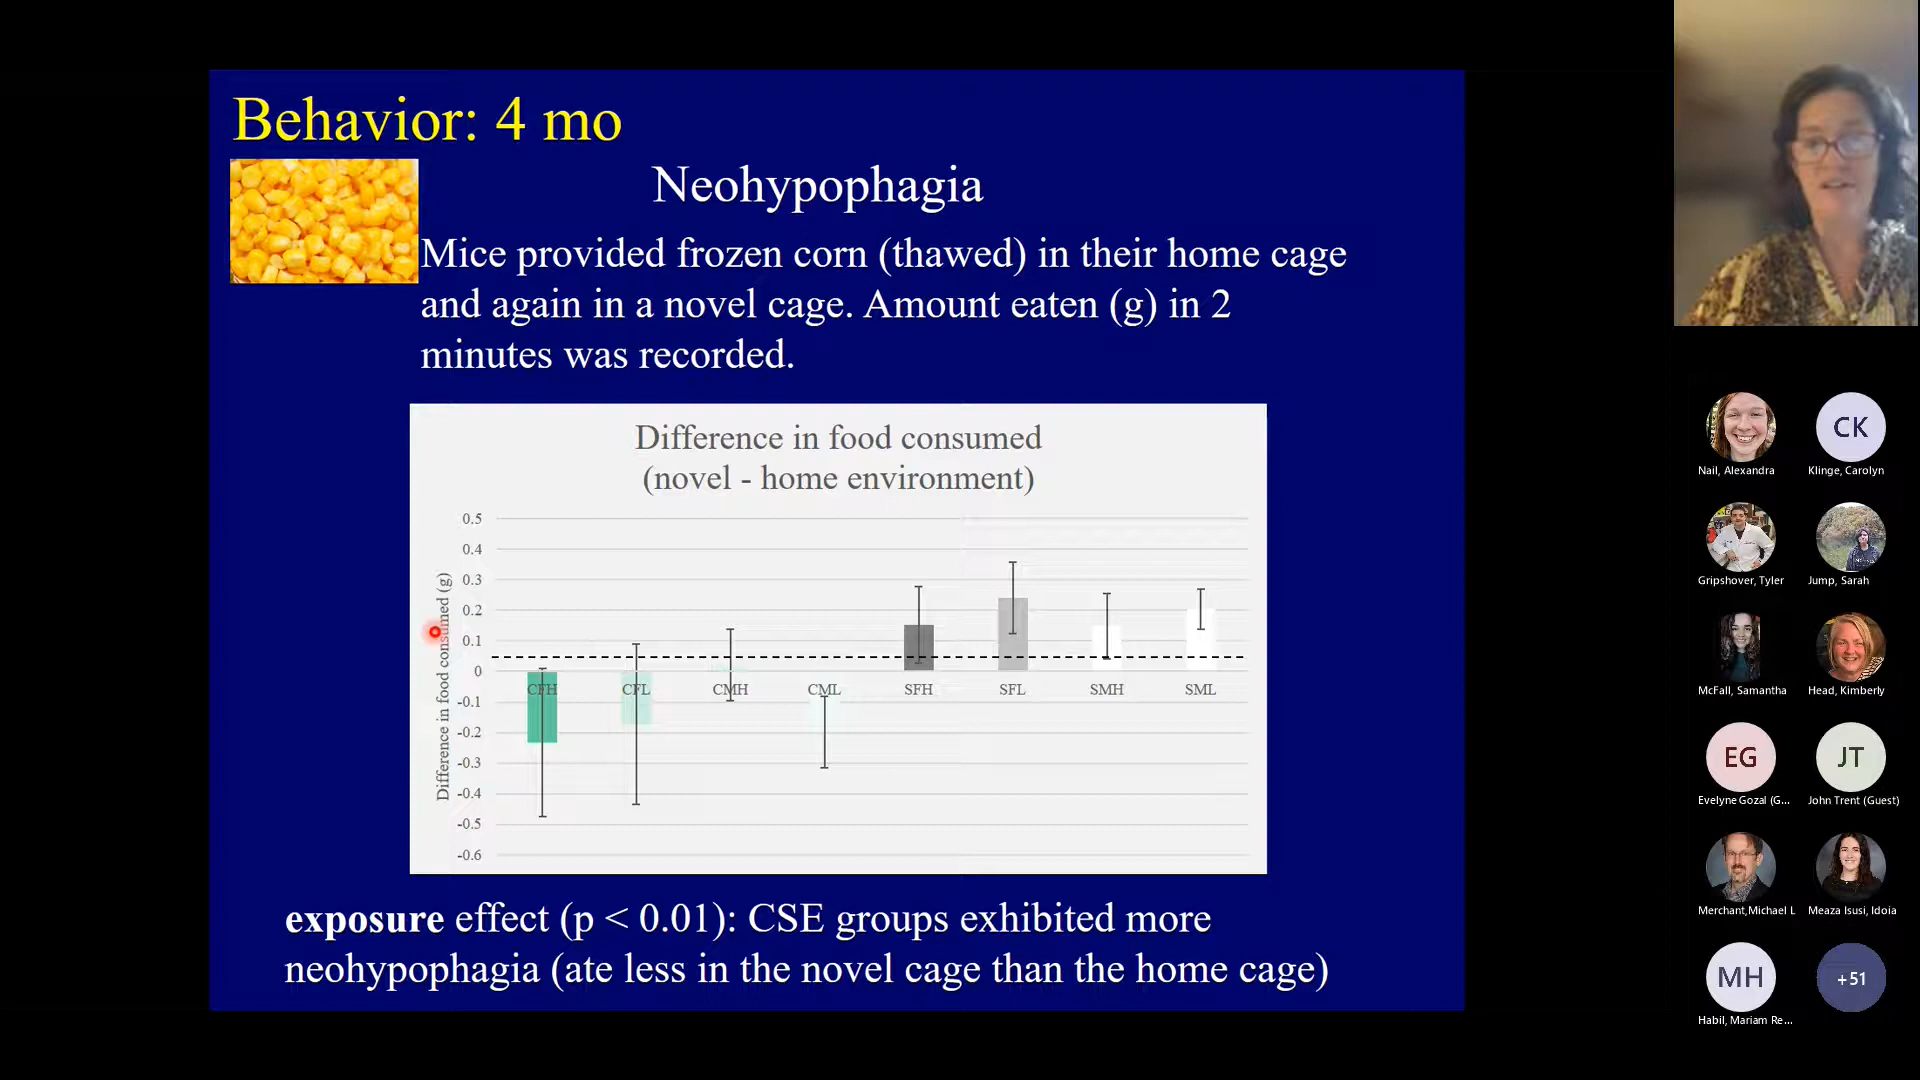 Behavior: 4 mo
Neohypophagia
Mice provided frozen corn (thawed) in their home cage
and again in a novel cage. Amount eaten (g) in 2
minutes was recorded.
Difference in food consumed
(novel - home environment)
Difference in food consumed (g)
0.5
0.4
0.3
0.2
0.1
0
-0.1
-0.2
-0.3
-0.4
-0.5
-0.6
CFH CFL CMH CML SFH SFL SMH SML
exposure effect (p < 0.01): CSE groups exhibited more
neohypophagia (ate less in the novel cage than the home cage)
CK
Nail, Alexandra Klinge, Carolyn
Gripshover, Tyler Jump, Sarah
McFall, Samantha Head, Kimberly
EG JT
Evelyne Gozal (G... John Trent (Guest)
Merchant,Michael L Meaza Isusi, Idoia
MH +51
Habil, Mariam Re...